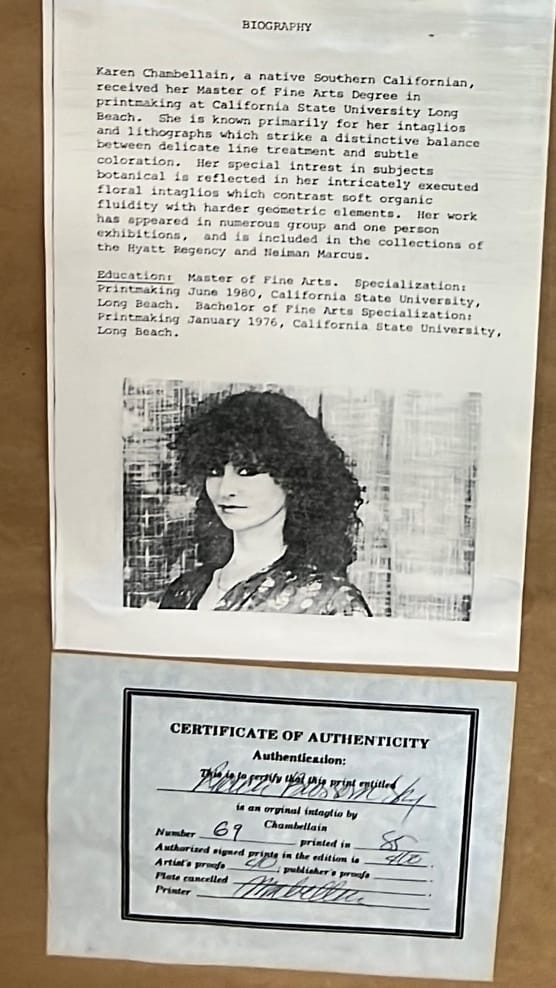 BIOGRAPHY
Karen Chambellain, a native Southern Californian,
received her Master of Fine Arts Degree in
printmaking at California State University Long
Beach. She is known primarily for her intaglios
and lithographs which strike a distinctive balance
between delicate line treatment and subtle
coloration. Her special intrest in subjects
botanical is reflected in her intricately executed
floral intaglios which contrast soft organic
fluidity with harder geometric elements. Her work
has appeared in numerous group and one person
exhibitions, and is included in the collections of
the Hyatt Regency and Neiman Marcus.
Education: Master of Fine Arts. Specialization:
Printmaking June 1980, California State University,
Long Beach. Bachelor of Fine Arts Specialization:
Printmaking January 1976, California State University,
Long Beach.
CERTIFICATE OF AUTHENTICITY
Authentication:
This is to certify that this print entitled
is an orginal intaglio by
Chambellain
Number 69 printed in 85
Authorized signed prints in the edition is 400.
Artist's proofs 40; publisher's proofs
Plate cancelled
Printer